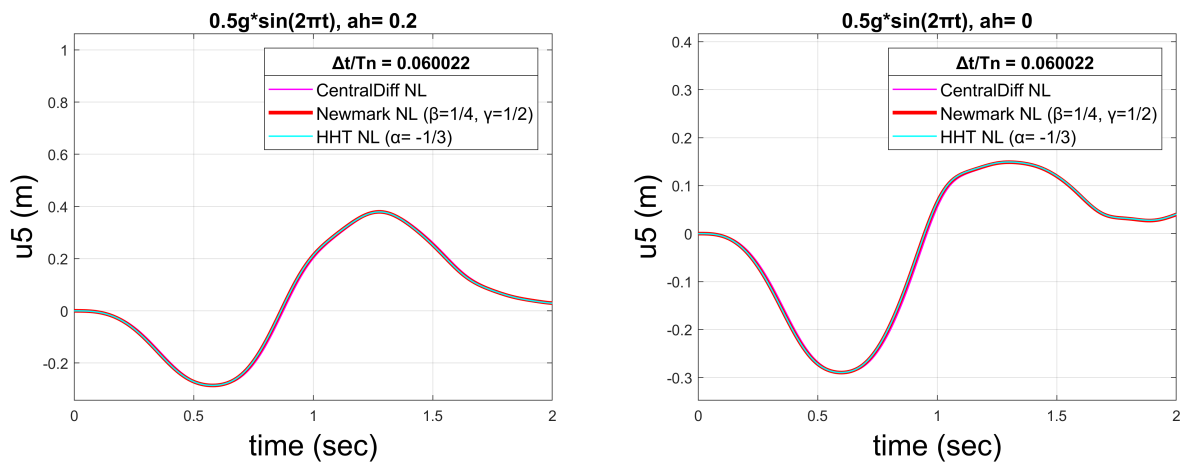 0.5g*sin(2πt), ah= 0.2
1
0.8
0.6
0.4
0.2
0
-0.2
u5 (m)
Δt/Tn = 0.060022
CentralDiff NL
Newmark NL (β=1/4, γ=1/2)
HHT NL (α= -1/3)
0
0.5
1
1.5
2
time (sec)
0.5g*sin(2πt), ah= 0
0.4
0.3
0.2
0.1
0
-0.1
-0.2
-0.3
u5 (m)
Δt/Tn = 0.060022
CentralDiff NL
Newmark NL (β=1/4, γ=1/2)
HHT NL (α= -1/3)
0
0.5
1
1.5
2
time (sec)